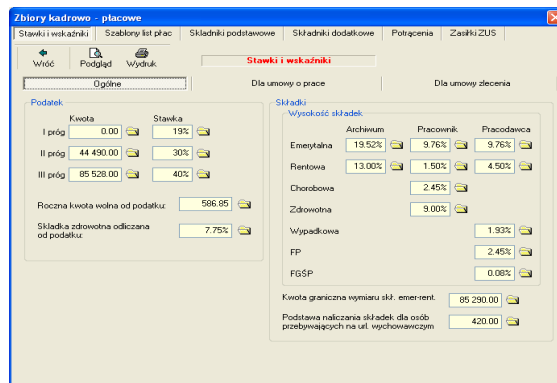 Zbiory kadrowo - płacowe
Stawki i wskaźniki Szablony list płac Składniki podstawowe Składniki dodatkowe Potrącenia Zasiłki ZUS
Wróć Podgląd Wydruk Stawki i wskaźniki
Ogólne Dla umowy o prace Dla umowy zlecenia
Podatek
Kwota Stawka
I próg 0.00 19%
II próg 44 490.00 30%
III próg 85 528.00 40%
Roczna kwota wolna od podatku: 586.85
Składka zdrowotna odliczana
od podatku: 7.75%
Składki
Wysokość składek
Archiwum Pracownik Pracodawca
Emerytalna 19.52% 9.76% 9.76%
Rentowa 13.00% 1.50% 4.50%
Chorobowa 2.45%
Zdrowotna 9.00%
Wypadkowa 1.93%
FP 2.45%
FGŚP 0.08%
Kwota graniczna wymiaru skł. emer-rent. 85 290.00
Podstawa naliczania składek dla osób
przebywających na url. wychowawczym 420.00